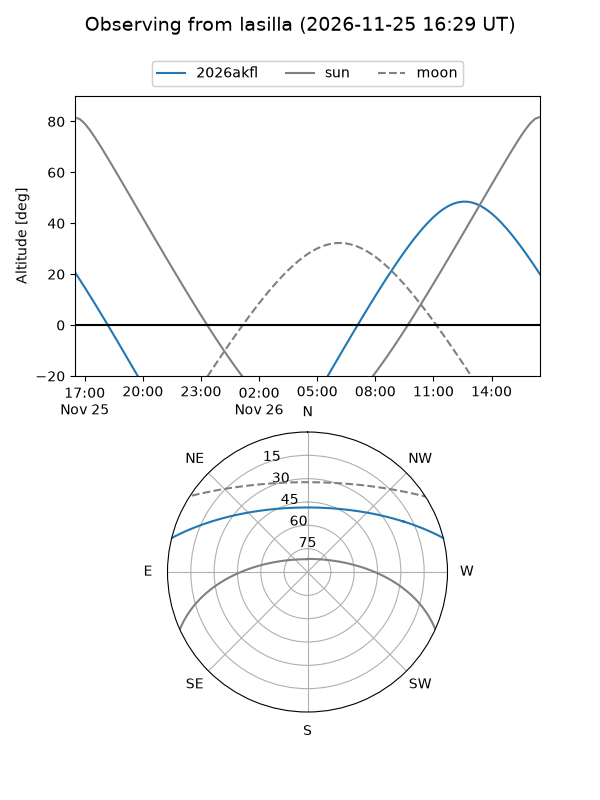 Observing from lasilla (2026-11-25 16:29 UT)
2026akfl
sun
moon
Altitude [deg]
80
60
40
20
0
−20
17:00
20:00
23:00
02:00
05:00
08:00
11:00
14:00
Nov 25
Nov 26
N
NE
NW
15
30
45
60
75
E
W
SE
SW
S